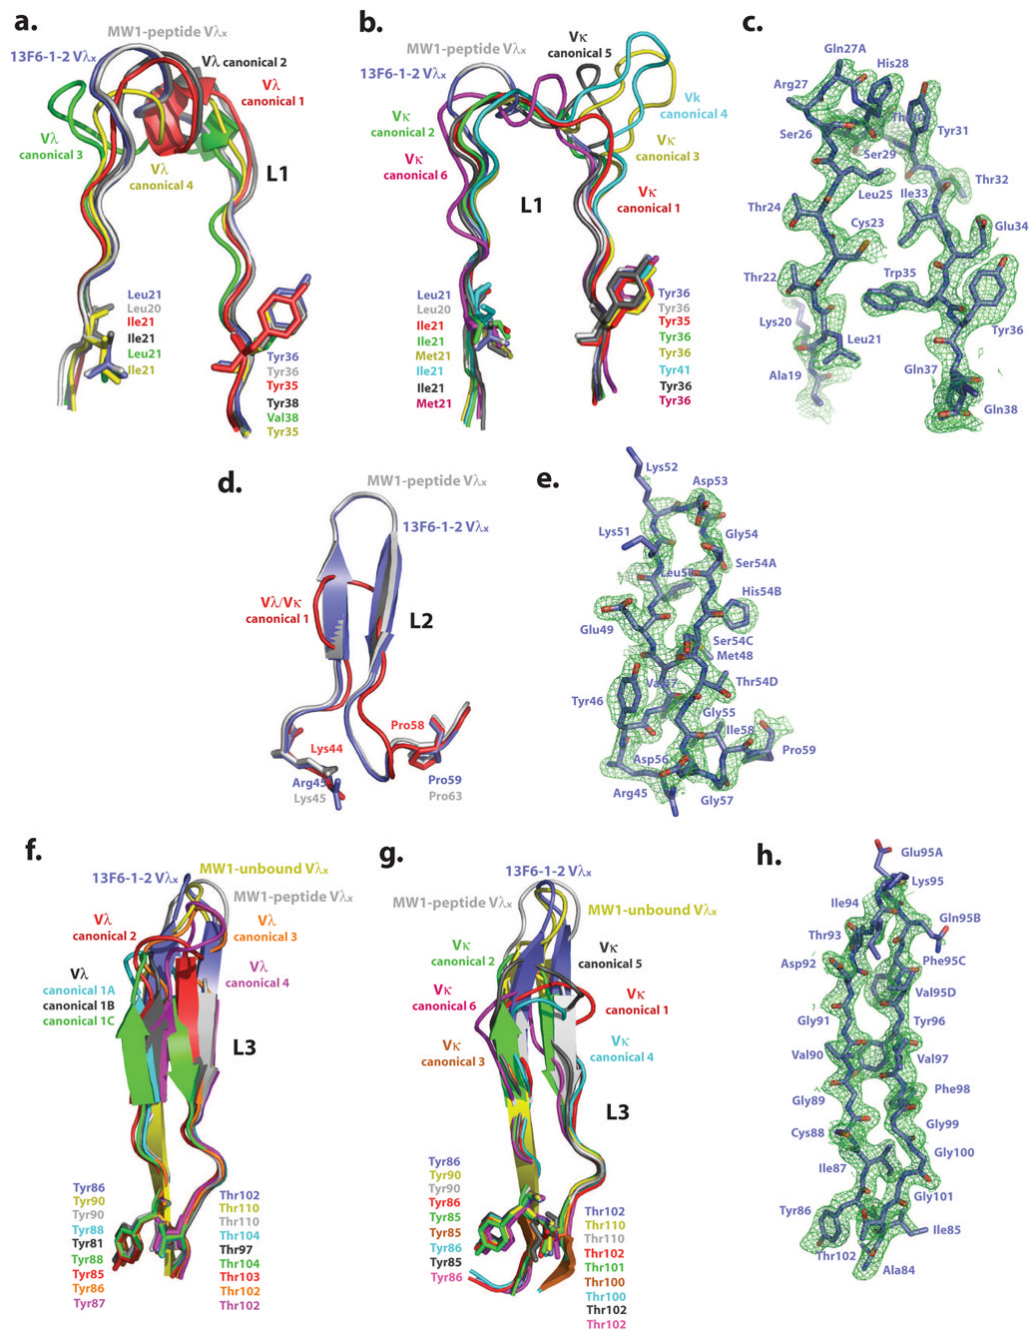 a.
MW1-peptide Vλx
13F6-1-2 Vλx
Vλ canonical 2
Vλ
canonical 1
Vλ
canonical 3
Vλ
canonical 4
L1
Leu21
Leu20
Ile21
Ile21
Leu21
Ile21
Tyr36
Tyr36
Tyr35
Tyr38
Val38
Tyr35
b.
Vκ
canonical 5
MW1-peptide Vλx
13F6-1-2 Vλx
Vk
canonical 4
Vκ
canonical 2
Vκ
canonical 3
Vκ
canonical 6
Vκ
canonical 1
L1
Leu21
Leu20
Ile21
Ile21
Met21
Ile21
Ile21
Met21
Tyr36
Tyr36
Tyr35
Tyr36
Tyr36
Tyr41
Tyr36
Tyr36
c.
Gln27A
His28
Arg27
Tyr31
Ser26
Ser29
Thr32
Leu25
Ile33
Thr24
Cys23
Glu34
Thr22
Trp35
Lys20
Tyr36
Leu21
Gln37
Ala19
Gln38
d.
MW1-peptide Vλx
13F6-1-2 Vλx
Vλ/Vκ
canonical 1
L2
Pro58
Lys44
Arg45
Lys45
Pro59
Pro63
e.
Lys52
Asp53
Lys51
Gly54
Ser54A
His54B
Glu49
Ser54C
Met48
Thr54D
Tyr46
Gly55
Ile58
Pro59
Asp56
Arg45
Gly57
f.
MW1-unbound Vλx
13F6-1-2 Vλx
MW1-peptide Vλx
Vλ
canonical 2
Vλ
canonical 3
Vλ
canonical 1A
canonical 1B
canonical 1C
Vλ
canonical 4
L3
Tyr86
Tyr90
Tyr90
Tyr88
Tyr81
Tyr88
Tyr85
Tyr86
Tyr87
Thr102
Thr110
Thr110
Thr104
Thr97
Thr104
Thr103
Thr102
Thr102
g.
13F6-1-2 Vλx
MW1-peptide Vλx
MW1-unbound Vλx
Vκ
canonical 2
Vκ
canonical 5
Vκ
canonical 6
Vκ
canonical 1
Vκ
canonical 3
Vκ
canonical 4
L3
Tyr86
Tyr90
Tyr90
Tyr86
Tyr85
Tyr85
Tyr86
Tyr85
Tyr86
Thr102
Thr110
Thr110
Thr102
Thr101
Thr100
Thr100
Thr102
Thr102
h.
Glu95A
Lys95
Ile94
Gln95B
Thr93
Phe95C
Asp92
Val95D
Gly91
Tyr96
Val90
Val97
Phe98
Gly89
Gly99
Cys88
Gly100
Ile87
Gly101
Tyr86
Ile85
Thr102
Ala84